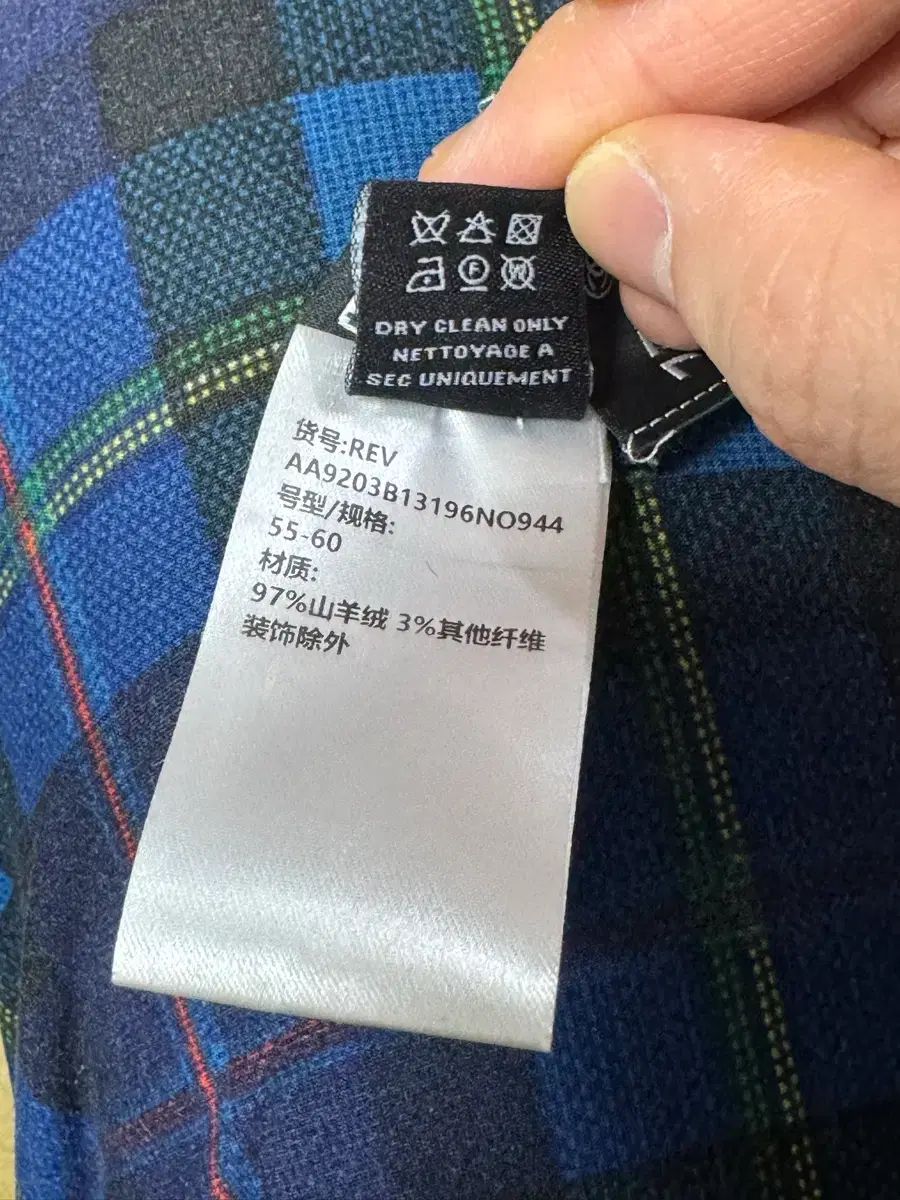 F W
DRY CLEAN ONLY
NETTOYAGE A
SEC UNIQUEMENT
货号:REV
AA9203B13196NO944
号型/规格:
55-60
材质:
97%山羊绒 3%其他纤维
装饰除外